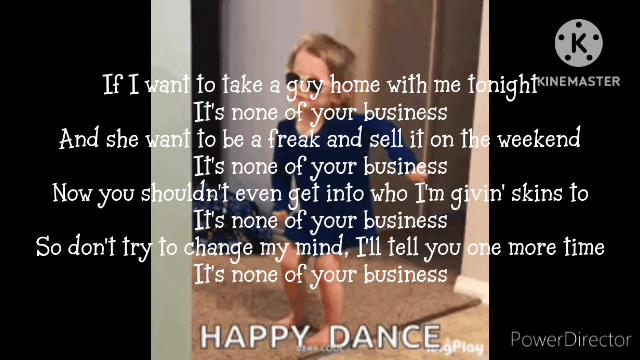 If I want to take a guy home with me tonight
It's none of your business
And she want to be a freak and sell it on the weekend
It's none of your business
Now you shouldn't even get into who I'm givin' skins to
It's none of your business
So don't try to change my mind, I'll tell you one more time
It's none of your business
HAPPY DANCE
KINEMASTER
PowerDirector